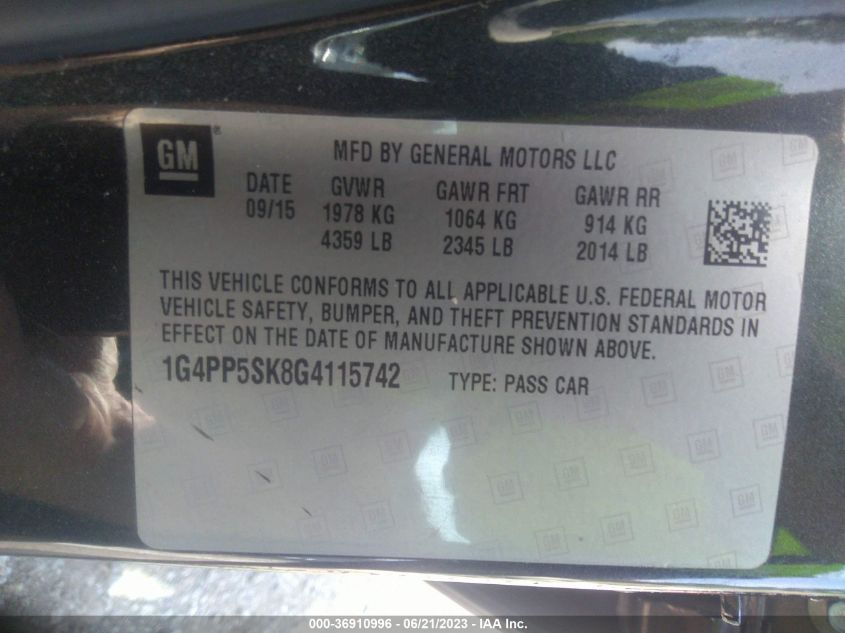 GM ®
MFD BY GENERAL MOTORS LLC
DATE GVWR GAWR FRT GAWR RR
09/15 1978 KG 1064 KG 914 KG
4359 LB 2345 LB 2014 LB
THIS VEHICLE CONFORMS TO ALL APPLICABLE U.S. FEDERAL MOTOR
VEHICLE SAFETY, BUMPER, AND THEFT PREVENTION STANDARDS IN
EFFECT ON THE DATE OF MANUFACTURE SHOWN ABOVE.
1G4PP5SK8G4115742 TYPE: PASS CAR
000-36910996 - 06/21/2023 - IAA Inc.